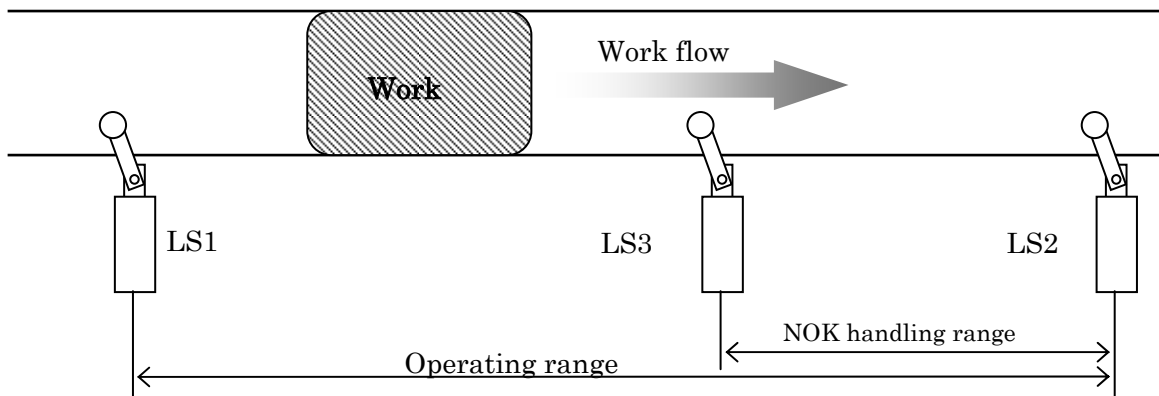 Work flow
Work
LS1
LS3
LS2
NOK handling range
Operating range